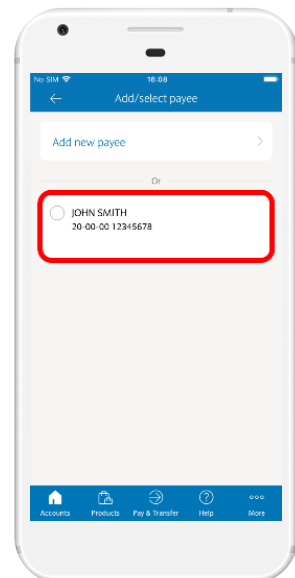 No SIM 16:08
Add/select payee
Add new payee
Or
JOHN SMITH
20-00-00 12345678
Accounts Products Pay & Transfer Help More